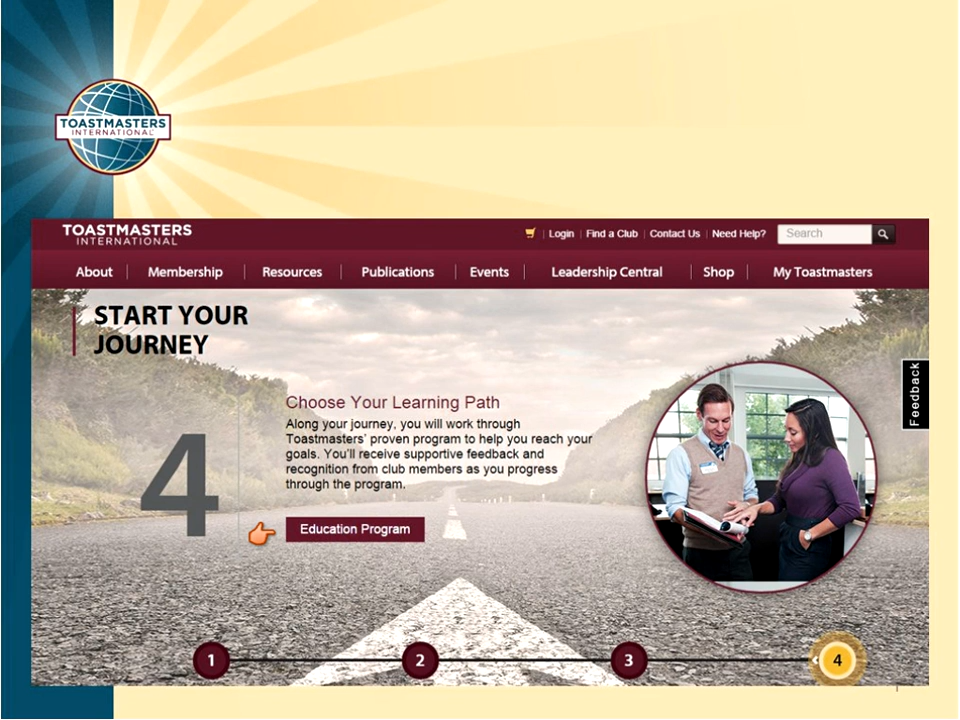 TOASTMASTERS
INTERNATIONAL
TOASTMASTERS
INTERNATIONAL
Login | Find a Club | Contact Us | Need Help? Search
About Membership Resources Publications Events Leadership Central Shop My Toastmasters
START YOUR
JOURNEY
Feedback
4
Choose Your Learning Path
Along your journey, you will work through
Toastmasters' proven program to help you reach your
goals. You'll receive supportive feedback and
recognition from club members as you progress
through the program.
Education Program
1 2 3 4